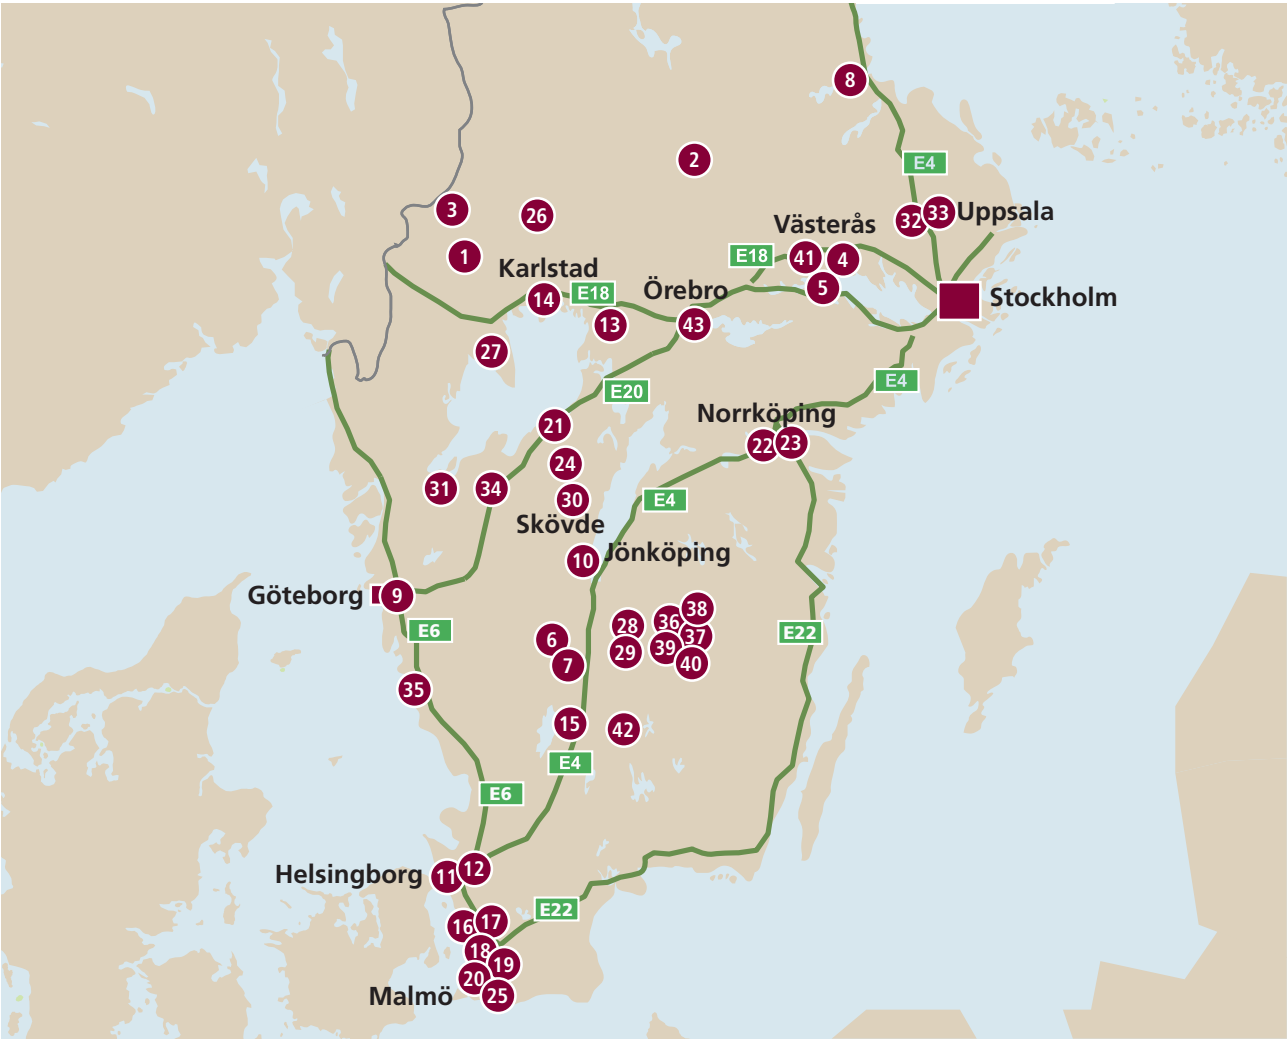 8
2
E4
3
26
32
33
Uppsala
Västerås
1
E18
41
4
Karlstad
5
14
E18
Örebro
Stockholm
13
43
27
E4
E20
Norrköping
21
22
23
24
31
34
30
E4
Skövde
10
Jönköping
Göteborg
9
38
36
28
E6
E22
37
6
29
39
7
40
35
15
42
E4
E6
Helsingborg
11
12
E22
16
17
18
19
20
Malmö
25